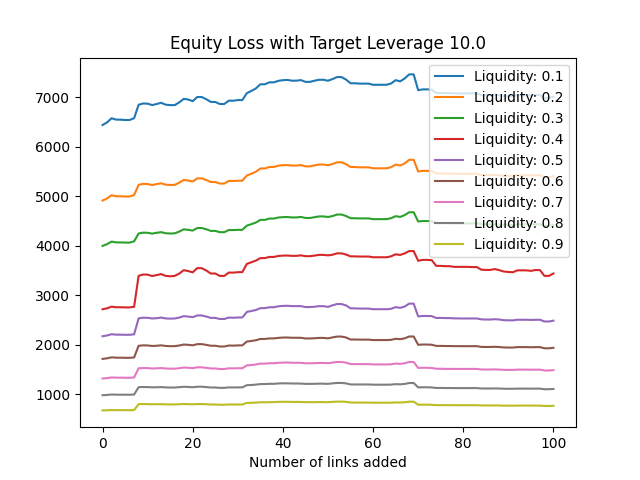 Equity Loss with Target Leverage 10.0
7000
6000
5000
4000
3000
2000
1000
Liquidity: 0.1
Liquidity: 0.2
Liquidity: 0.3
Liquidity: 0.4
Liquidity: 0.5
Liquidity: 0.6
Liquidity: 0.7
Liquidity: 0.8
Liquidity: 0.9
0 20 40 60 80 100
Number of links added